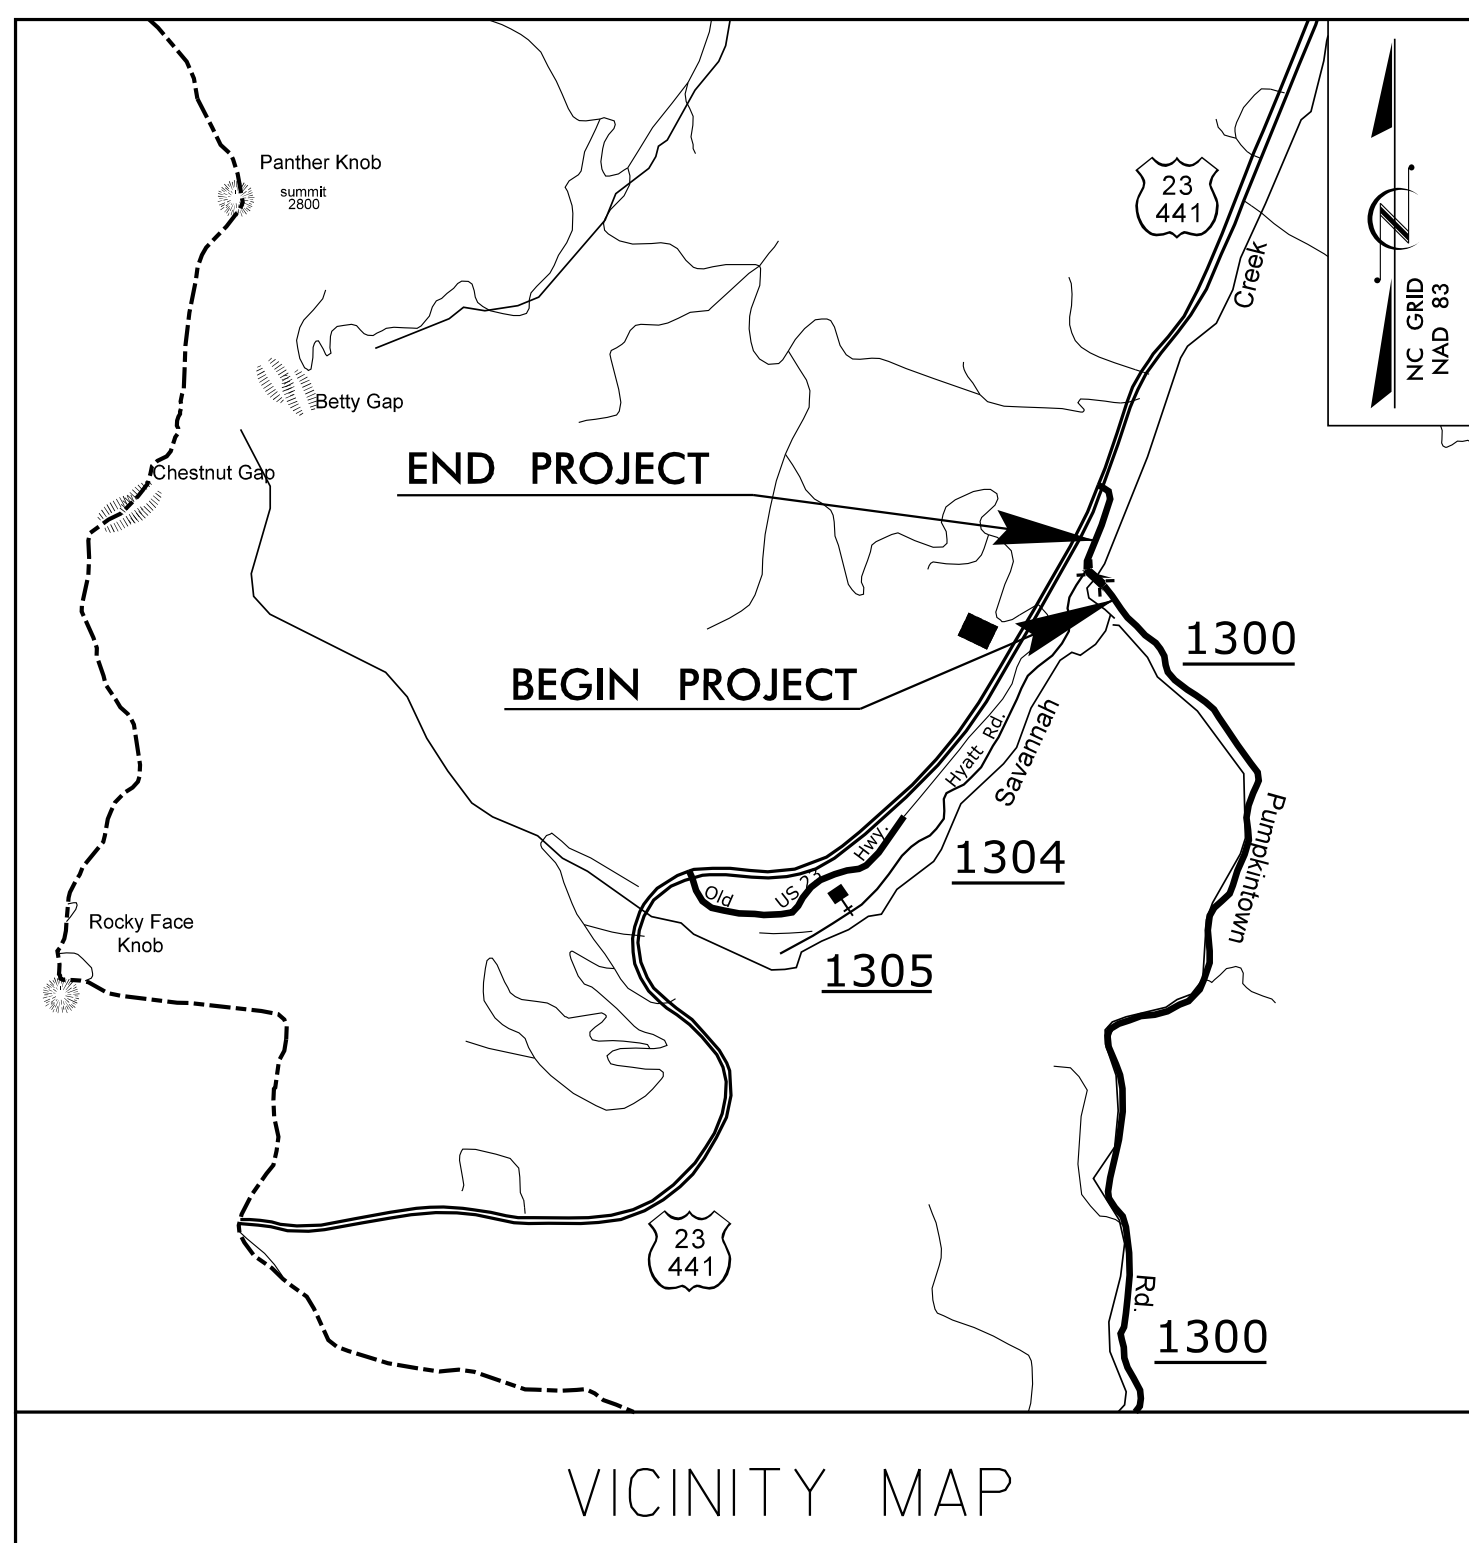 Panther Knob
summit
2800
23
441
Creek
NC GRID
NAD 83
Betty Gap
Chestnut Gap
END PROJECT
1300
BEGIN PROJECT
Hyatt Rd.
Savannah
Pumpkintown
Hwy.
1304
US 23
Old
Rocky Face
Knob
1305
23
441
Rd.
1300
VICINITY MAP